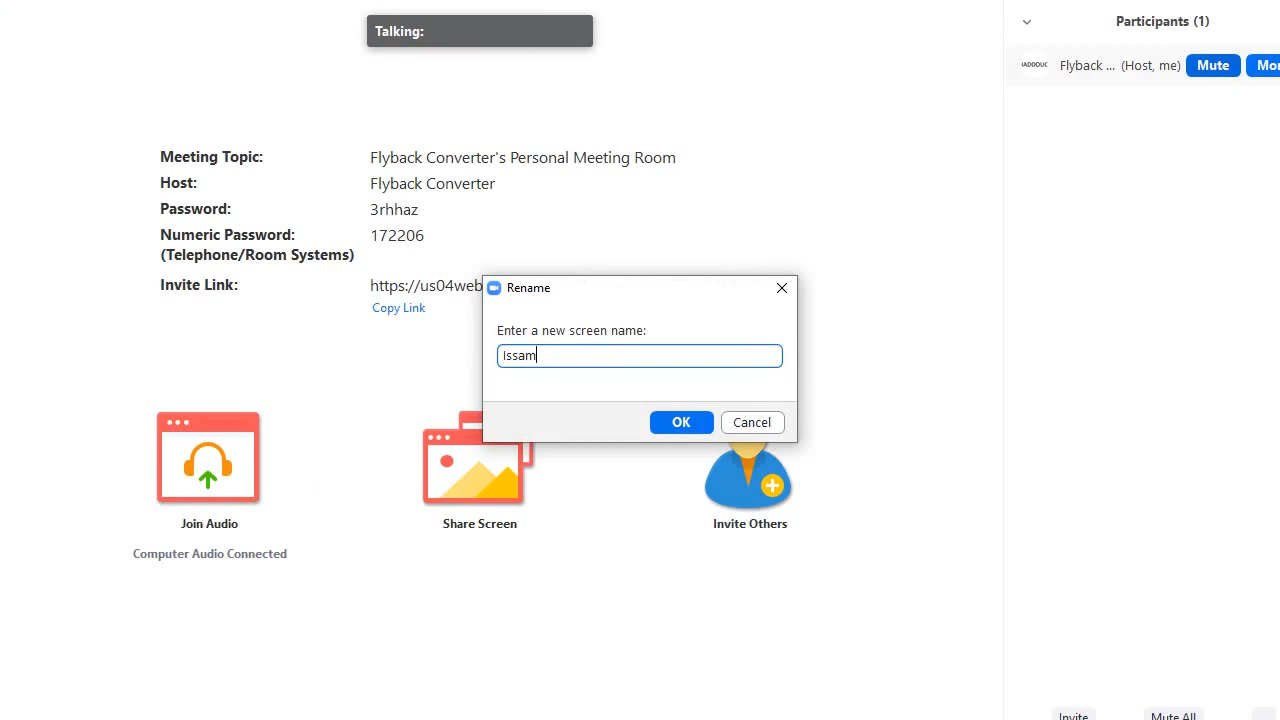 Talking:
Participants (1)
ADDOUC Flyback ... (Host, me) Mute
Meeting Topic: Flyback Converter's Personal Meeting Room
Host: Flyback Converter
Password: 3rhhaz
Numeric Password: 172206
(Telephone/Room Systems)
Invite Link: https://us04web
Copy Link
Rename
Enter a new screen name:
Issam
OK Cancel
Join Audio Share Screen Invite Others
Computer Audio Connected
Invite Mute All